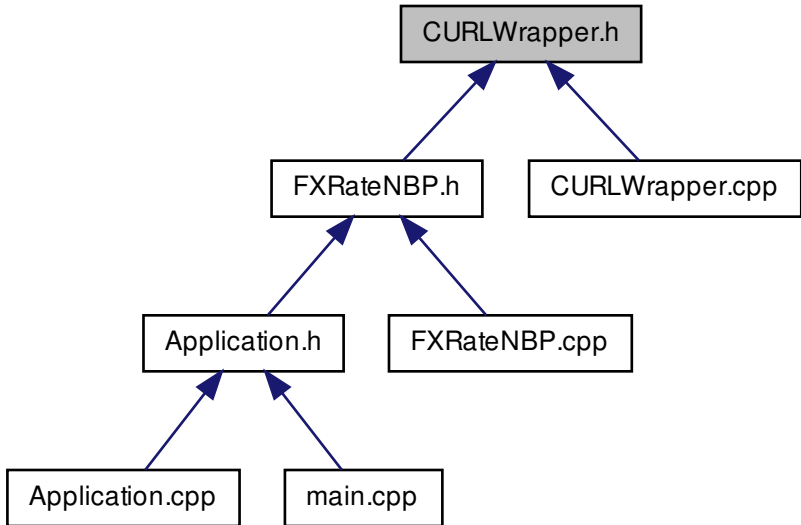 CURLWrapper.h
FXRateNBP.h
CURLWrapper.cpp
Application.h
FXRateNBP.cpp
Application.cpp
main.cpp